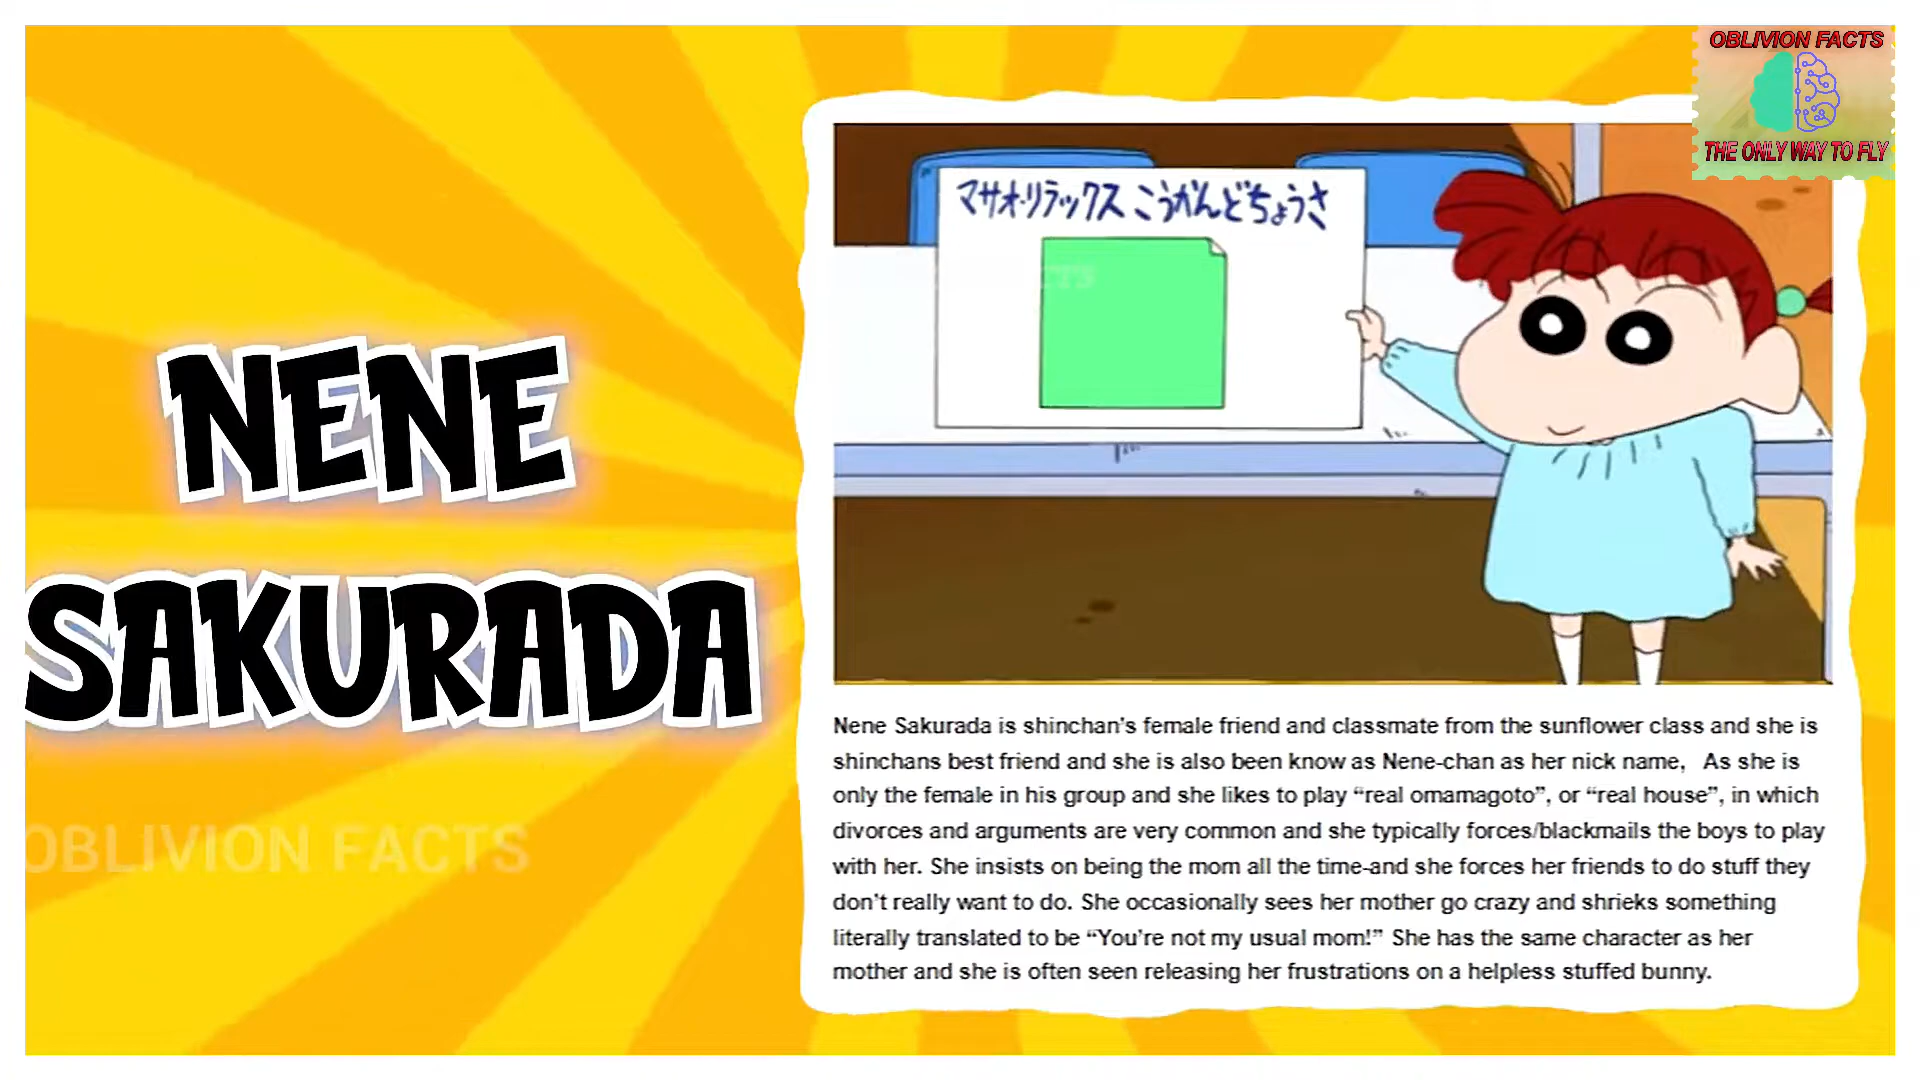 OBLIVION FACTS
THE ONLY WAY TO FLY
マサオ・リラックス こうかんどちょうさ
CTS
NENE
SAKURADA
OBLIVION FACTS
Nene Sakurada is shinchan’s female friend and classmate from the sunflower class and she is
shinchans best friend and she is also been know as Nene-chan as her nick name, As she is
only the female in his group and she likes to play “real omamagoto”, or “real house”, in which
divorces and arguments are very common and she typically forces/blackmails the boys to play
with her. She insists on being the mom all the time-and she forces her friends to do stuff they
don’t really want to do. She occasionally sees her mother go crazy and shrieks something
literally translated to be “You’re not my usual mom!” She has the same character as her
mother and she is often seen releasing her frustrations on a helpless stuffed bunny.